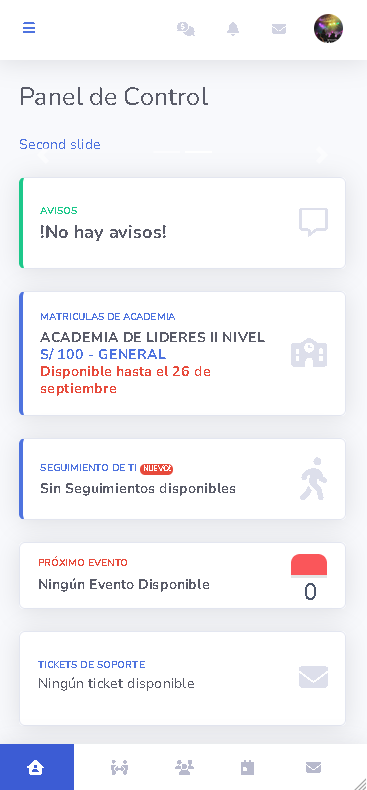 Panel de Control
Second slide
AVISOS
!No hay avisos!
MATRICULAS DE ACADEMIA
ACADEMIA DE LIDERES II NIVEL
S/ 100 - GENERAL
Disponible hasta el 26 de
septiembre
SEGUIMIENTO DE TI NUEVO!
Sin Seguimientos disponibles
PRÓXIMO EVENTO
Ningún Evento Disponible
0
TICKETS DE SOPORTE
Ningún ticket disponible